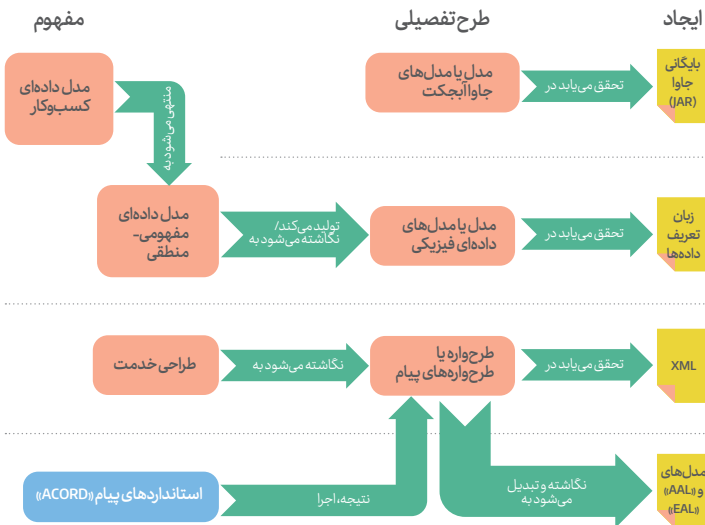 مفهوم
طرح تفصیلی
ایجاد
مدل داده‌ای
کسب‌وکار
منتهی می‌شود به
مدل یا مدل‌های
جاوا آبجکت
تحقق می‌یابد در
بایگانی
جاوا
(JAR)
مدل داده‌ای
مفهومی-
منطقی
تولید می‌کند/
نگاشته می‌شود به
مدل یا مدل‌های
داده‌ای فیزیکی
تحقق می‌یابد در
زبان
تعریف
داده‌ها
طراحی خدمت
نگاشته می‌شود به
طرح‌واره یا
طرح‌واره‌های پیام
تحقق می‌یابد در
XML
استانداردهای پیام «ACORD»
نتیجه، اجرا
نگاشته و تبدیل
می‌شود به
مدل‌های
«AAL» و
«EAL»